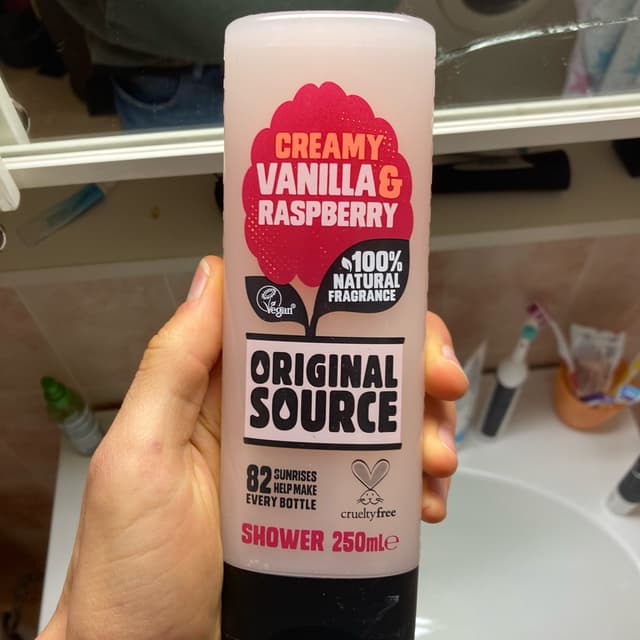 CREAMY
VANILLA &
RASPBERRY
100%
NATURAL
FRAGRANCE
Vegan
ORIGINAL
SOURCE
82 SUNRISES
HELP MAKE
EVERY BOTTLE
crueltyfree
SHOWER 250mLe